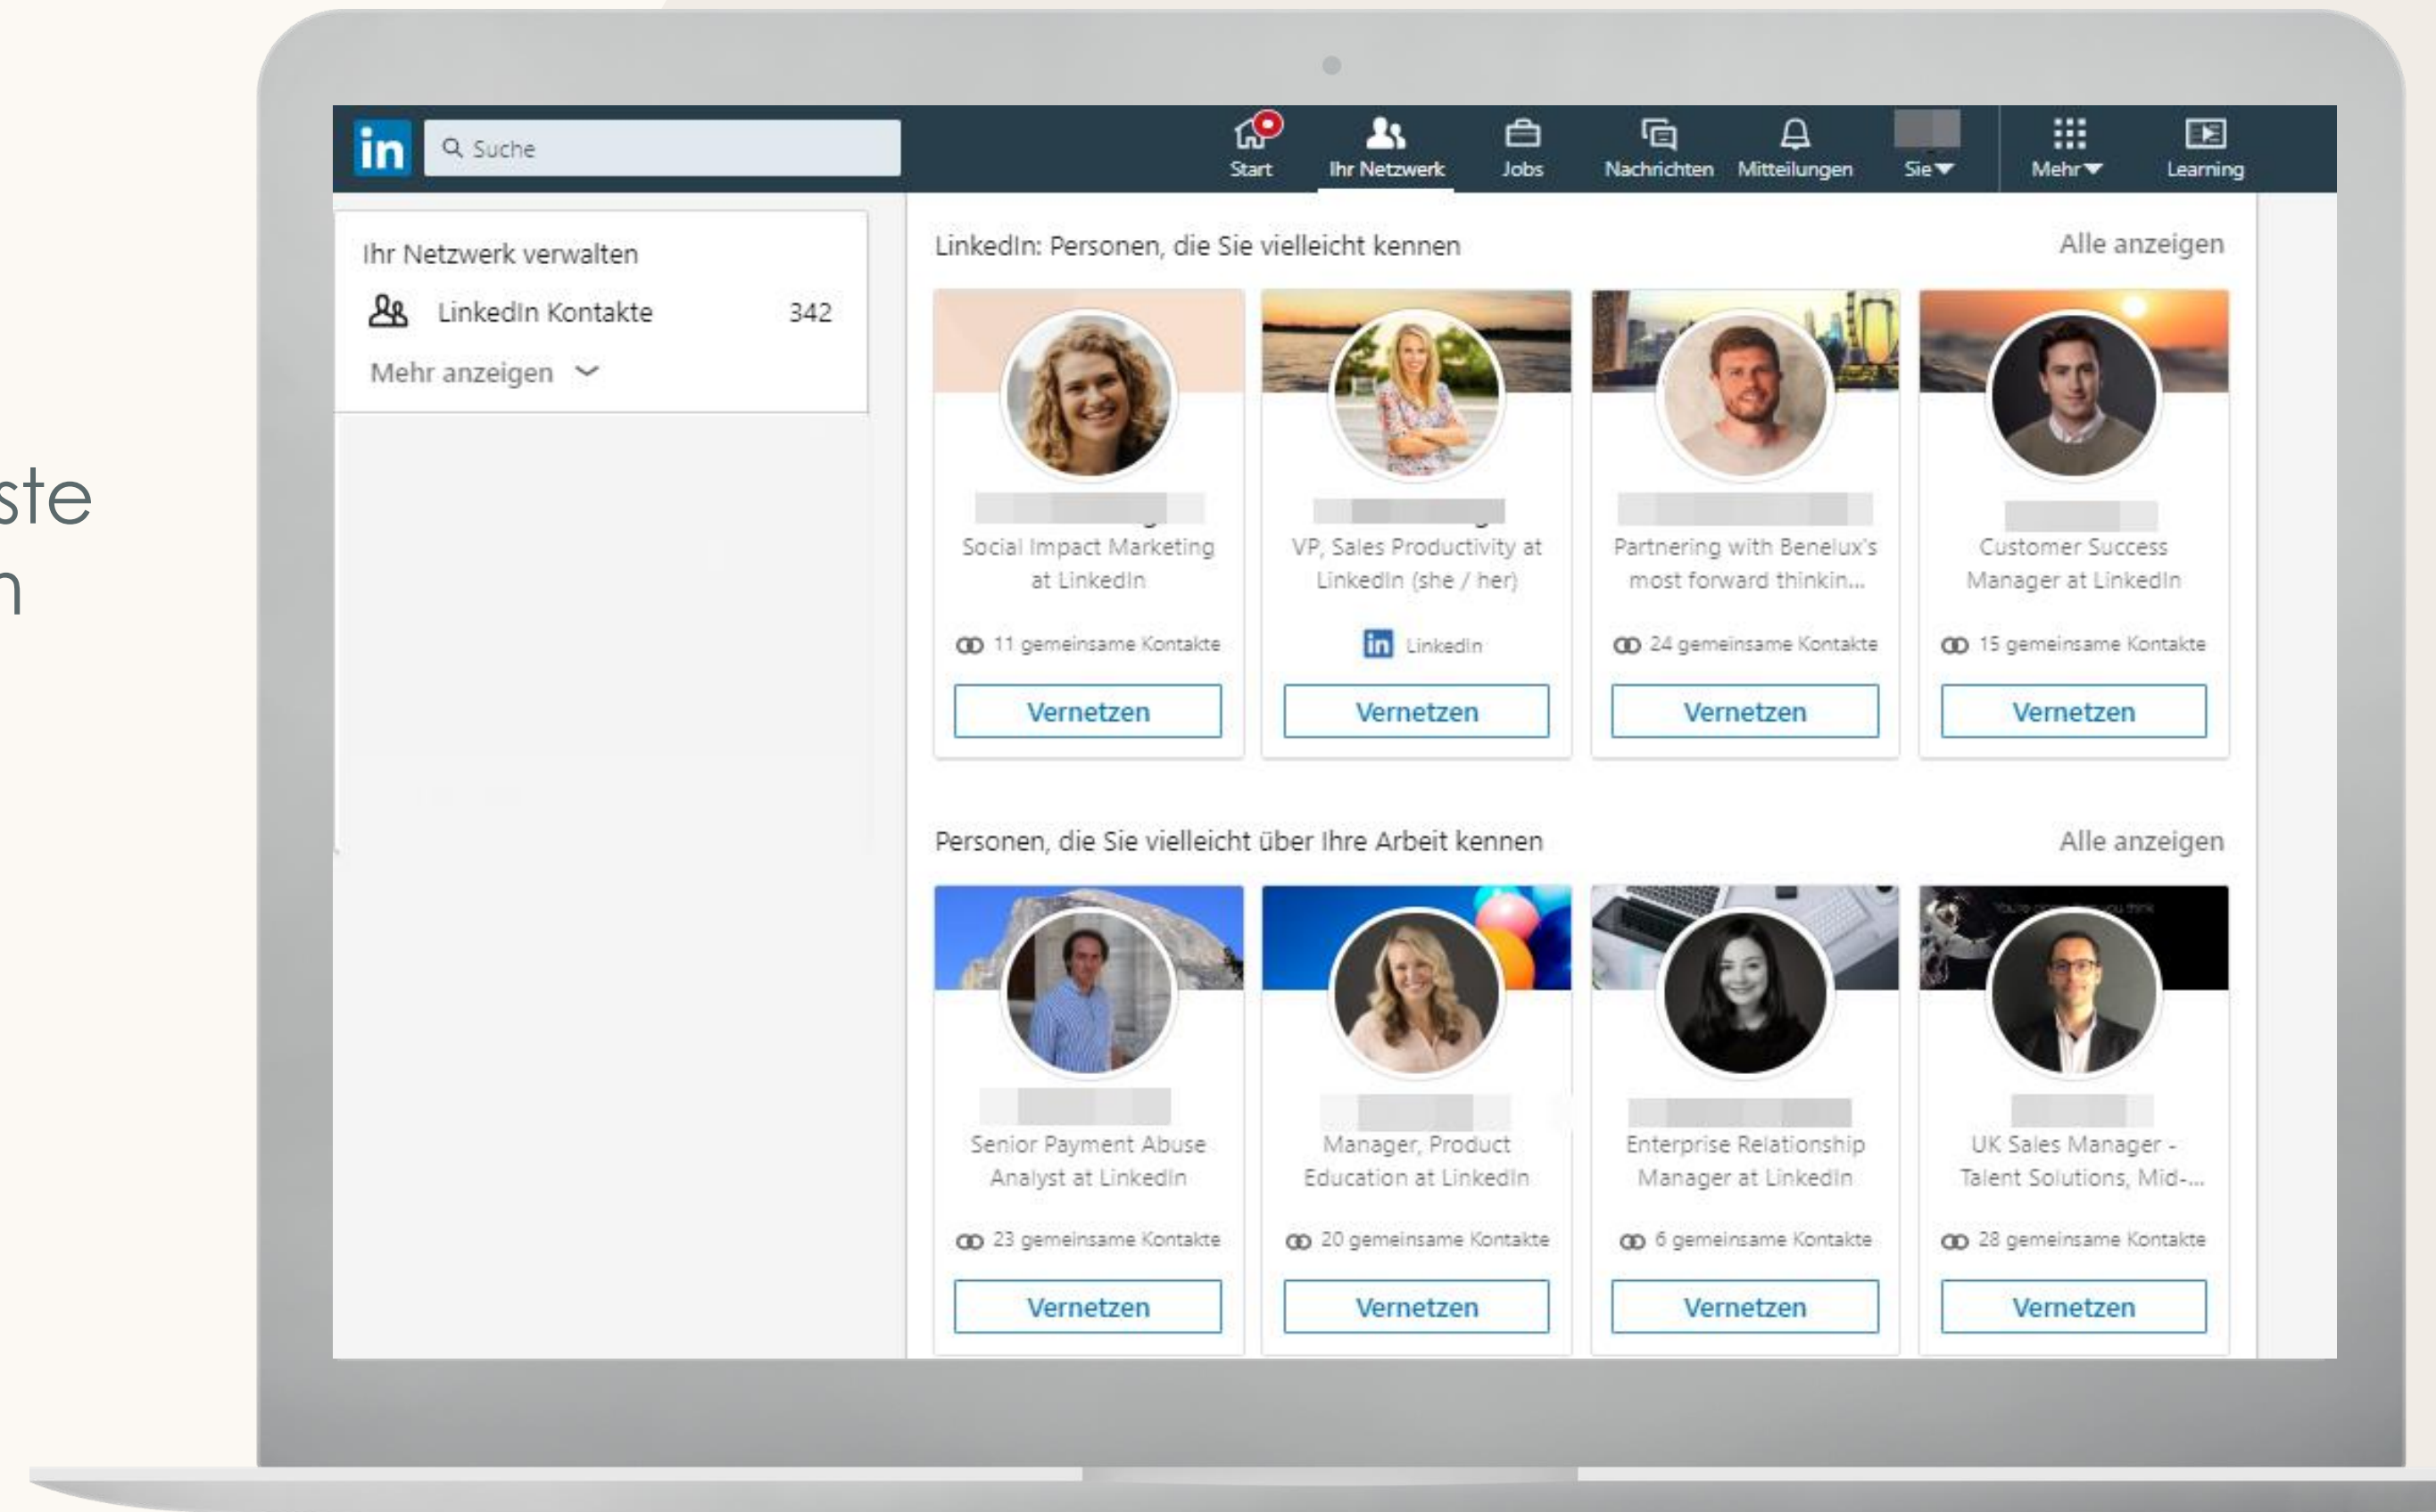 ste
n
in
Suche
Start
Ihr Netzwerk
Jobs
Nachrichten
Mitteilungen
Sie
Mehr
Learning
Ihr Netzwerk verwalten
LinkedIn Kontakte 342
Mehr anzeigen
LinkedIn: Personen, die Sie vielleicht kennen
Alle anzeigen
Social Impact Marketing
at LinkedIn
11 gemeinsame Kontakte
Vernetzen
VP, Sales Productivity at
LinkedIn (she / her)
in LinkedIn
Vernetzen
Partnering with Benelux's
most forward thinkin...
24 gemeinsame Kontakte
Vernetzen
Customer Success
Manager at LinkedIn
15 gemeinsame Kontakte
Vernetzen
Personen, die Sie vielleicht über Ihre Arbeit kennen
Alle anzeigen
Senior Payment Abuse
Analyst at LinkedIn
23 gemeinsame Kontakte
Vernetzen
Manager, Product
Education at LinkedIn
20 gemeinsame Kontakte
Vernetzen
Enterprise Relationship
Manager at LinkedIn
6 gemeinsame Kontakte
Vernetzen
you think
UK Sales Manager -
Talent Solutions, Mid-...
28 gemeinsame Kontakte
Vernetzen